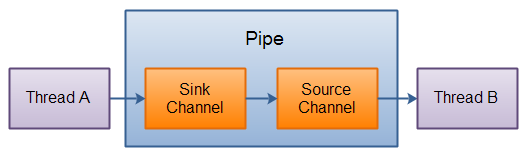 Pipe
Thread A
Sink
Channel
Source
Channel
Thread B